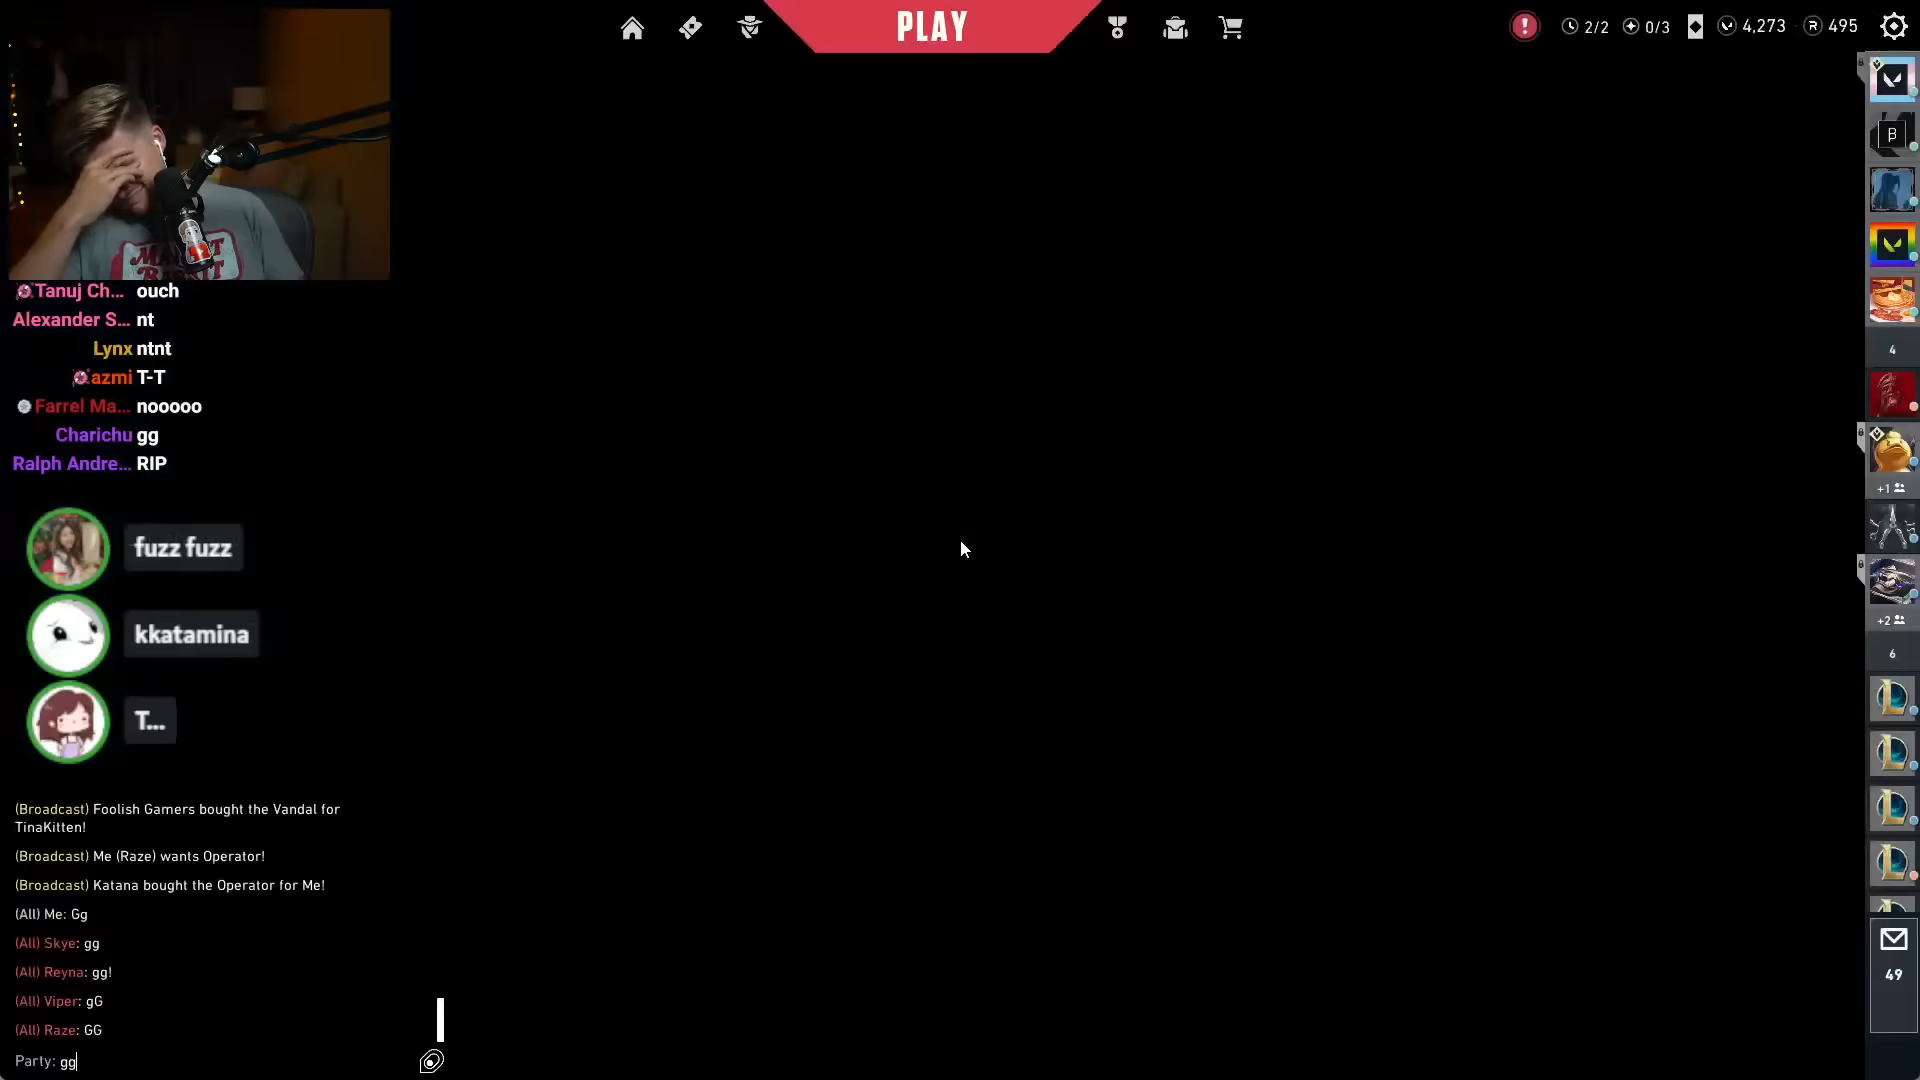 PLAY
2/2
0/3
4,273
495
Tanuj Ch... ouch
Alexander S... nt
Lynx ntnt
azmi T-T
Farrel Ma... nooooo
Charichu gg
Ralph Andre... RIP
fuzz fuzz
kkatamina
T...
(Broadcast) Foolish Gamers bought the Vandal for
TinaKitten!
(Broadcast) Me (Raze) wants Operator!
(Broadcast) Katana bought the Operator for Me!
(All) Me: Gg
(All) Skye: gg
(All) Reyna: gg!
(All) Viper: gG
(All) Raze: GG
Party: gg
4
+1
+2
6
49